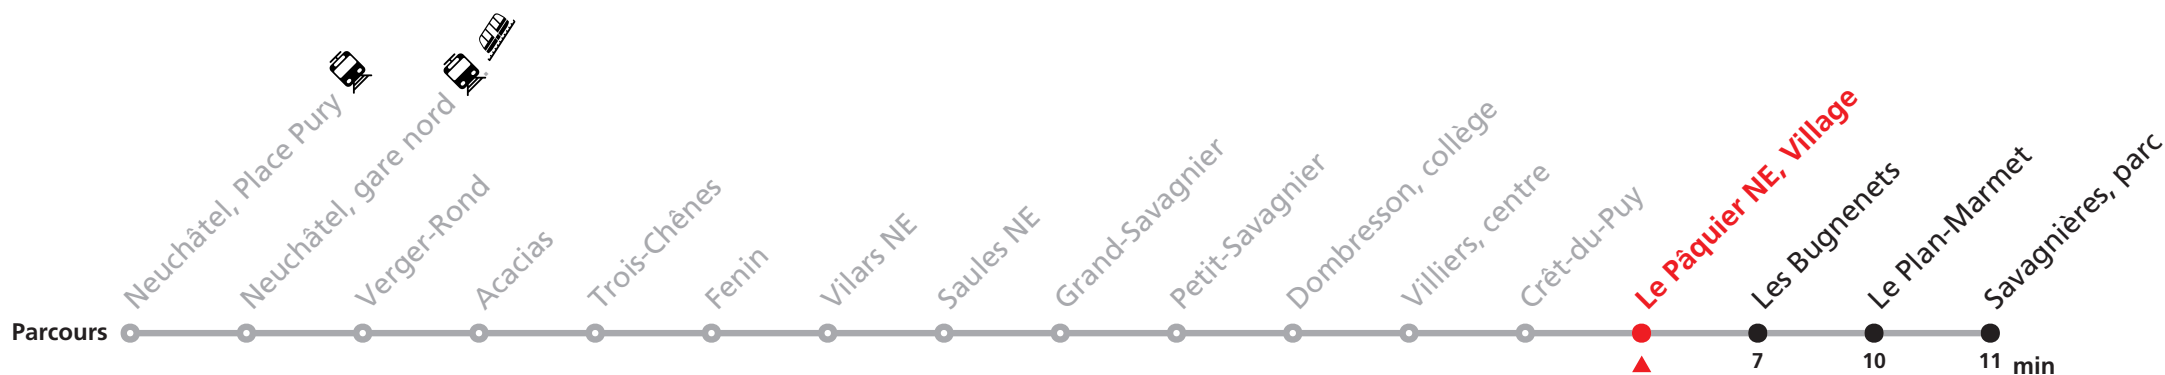 Neuchâtel, Place Pury
Neuchâtel, gare nord
Verger-Rond
Acacias
Trois-Chênes
Fenin
Vilars NE
Saules NE
Grand-Savagnier
Petit-Savagnier
Dombresson, collège
Villiers, centre
Crêt-du-Puy
Le Pâquier NE, Village
Les Bugnenets
Le Plan-Marmet
Savagnières, parc
Parcours
7 10 11 min